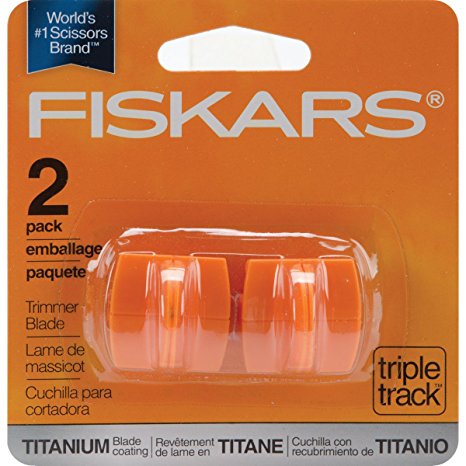 World's
#1 Scissors
Brand™
FISKARS®
2
pack
emballage
paquete
Trimmer
Blade
Lame de
massicot
Cuchilla para
cortadora
triple
track™
TITANIUM Blade coating | Revêtement de lame en TITANE | Cuchilla con recubrimiento de TITANIO